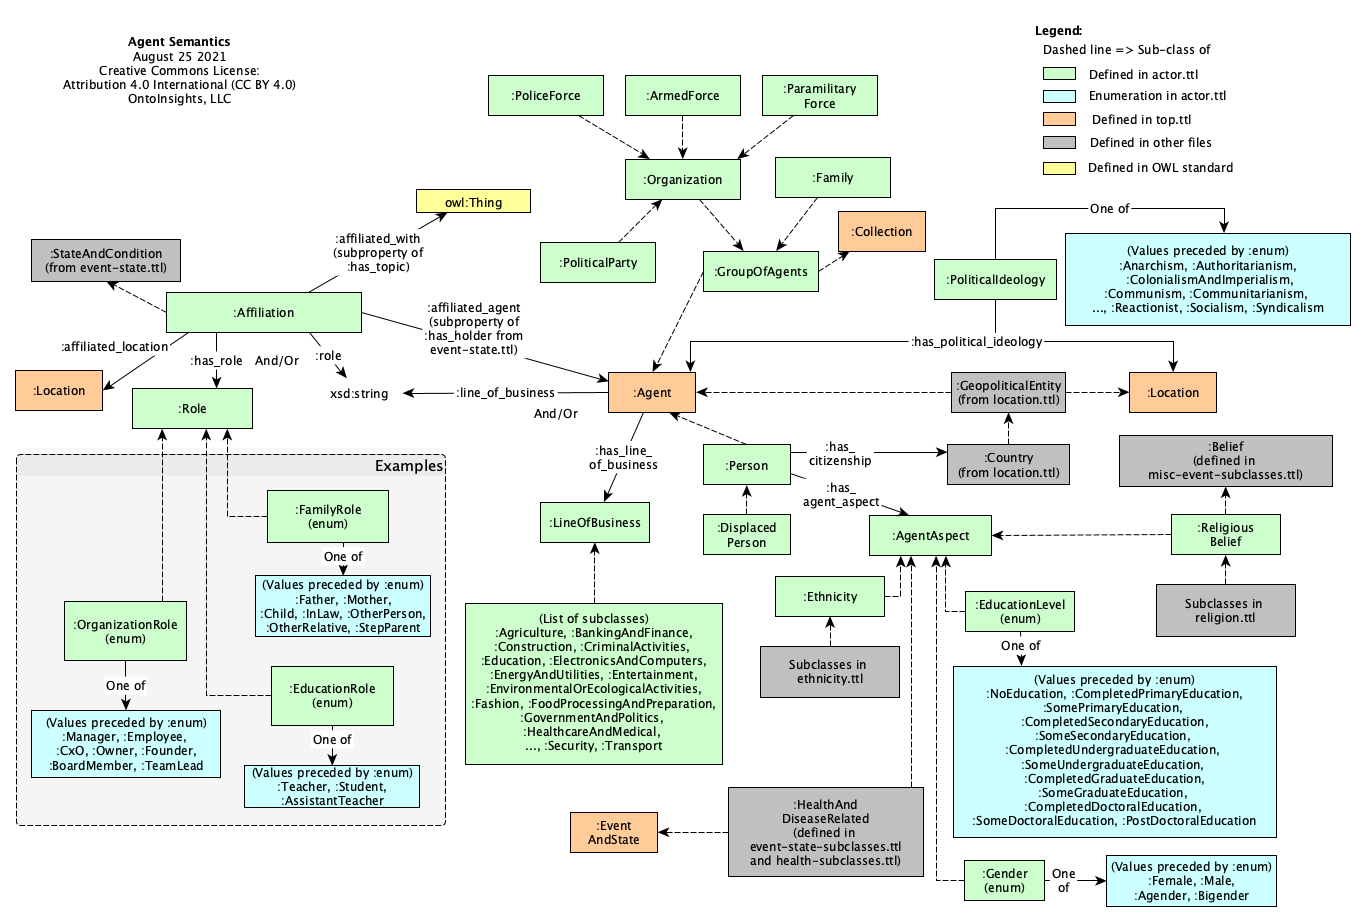 Agent Semantics
August 25 2021
Creative Commons License:
Attribution 4.0 International (CC BY 4.0)
OntoInsights, LLC
Legend:
Dashed line => Sub-class of
Defined in actor.ttl
Enumeration in actor.ttl
Defined in top.ttl
Defined in other files
Defined in OWL standard
:PoliceForce
:ArmedForce
:Paramilitary
Force
:Organization
:Family
owl:Thing
:PoliticalParty
:GroupOfAgents
:Collection
One of
:PoliticalIdeology
(Values preceded by :enum)
:Anarchism, :Authoritarianism,
:ColonialismAndImperialism,
:Communism, :Communitarianism,
..., :Reactionist, :Socialism, :Syndicalism
:StateAndCondition
(from event-state.ttl)
:affiliated_with
(subproperty of
:has_topic)
:Affiliation
:affiliated_agent
(subproperty of
:has_holder from
event-state.ttl)
:affiliated_location
:has_role
And/Or
:role
:has_political_ideology
:Location
:Role
xsd:string
:line_of_business
And/Or
:Agent
:GeopoliticalEntity
(from location.ttl)
:Location
:has_line_
of_business
:Person
:has_
citizenship
:Country
(from location.ttl)
:has_
agent_aspect
:Belief
(defined in
misc-event-subclasses.ttl)
:LineOfBusiness
:Displaced
Person
:AgentAspect
:Religious
Belief
Subclasses in
religion.ttl
Examples
:FamilyRole
(enum)
One of
(Values preceded by :enum)
:Father, :Mother,
:Child, :InLaw, :OtherPerson,
:OtherRelative, :StepParent
:OrganizationRole
(enum)
One of
(Values preceded by :enum)
:Manager, :Employee,
:CxO, :Owner, :Founder,
:BoardMember, :TeamLead
:EducationRole
(enum)
One of
(Values preceded by :enum)
:Teacher, :Student,
:AssistantTeacher
(List of subclasses)
:Agriculture, :BankingAndFinance,
:Construction, :CriminalActivities,
:Education, :ElectronicsAndComputers,
:EnergyAndUtilities, :Entertainment,
:EnvironmentalOrEcologicalActivities,
:Fashion, :FoodProcessingAndPreparation,
:GovernmentAndPolitics,
:HealthcareAndMedical,
..., :Security, :Transport
:Ethnicity
Subclasses in
ethnicity.ttl
:EducationLevel
(enum)
One of
(Values preceded by :enum)
:NoEducation, :CompletedPrimaryEducation,
:SomePrimaryEducation,
:CompletedSecondaryEducation,
:SomeSecondaryEducation,
:CompletedUndergraduateEducation,
:SomeUndergraduateEducation,
:CompletedGraduateEducation,
:SomeGraduateEducation,
:CompletedDoctoralEducation,
:SomeDoctoralEducation, :PostDoctoralEducation
:Event
AndState
:HealthAnd
DiseaseRelated
(defined in
event-state-subclasses.ttl
and health-subclasses.ttl)
:Gender
(enum)
One
of
(Values preceded by :enum)
:Female, :Male,
:Agender, :Bigender